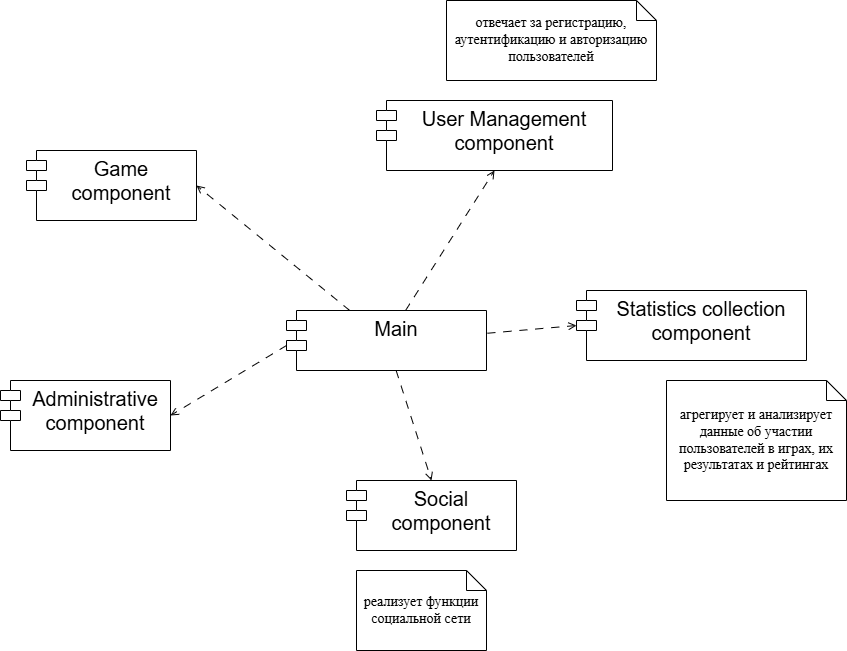 отвечает за регистрацию,
аутентификацию и авторизацию
пользователей
User Management
component
Game
component
Main
Statistics collection
component
Administrative
component
агрегирует и анализирует
данные об участии
пользователей в играх, их
результатах и рейтингах
Social
component
реализует функции
социальной сети